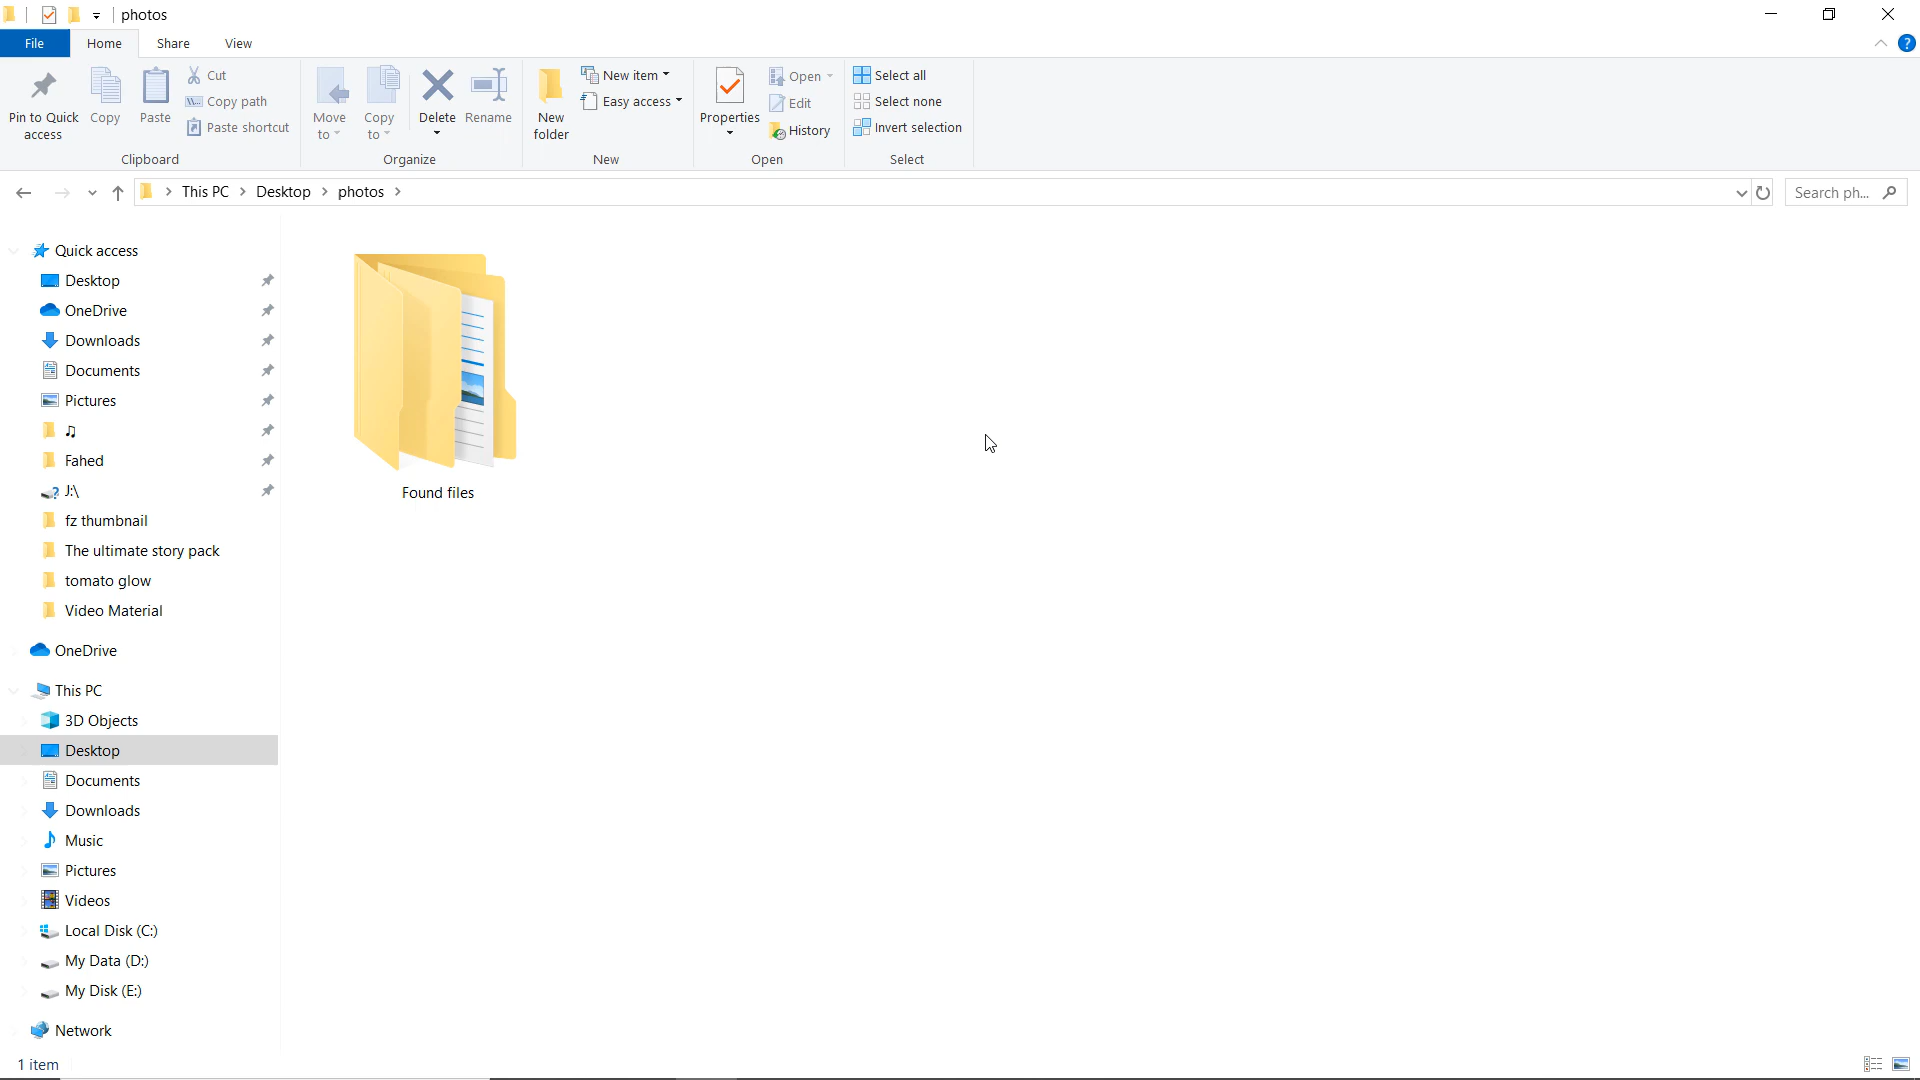 photos
File Home Share View
Pin to Quick access
Copy
Paste
Cut
Copy path
Paste shortcut
Clipboard
Move to
Copy to
Delete
Rename
Organize
New folder
New item
Easy access
New
Properties
Open
Edit
History
Open
Select all
Select none
Invert selection
Select
This PC > Desktop > photos >
Search ph...
Quick access
Desktop
OneDrive
Downloads
Documents
Pictures
♫
Fahed
J:\
fz thumbnail
The ultimate story pack
tomato glow
Video Material
OneDrive
This PC
3D Objects
Desktop
Documents
Downloads
Music
Pictures
Videos
Local Disk (C:)
My Data (D:)
My Disk (E:)
Network
Found files
1 item